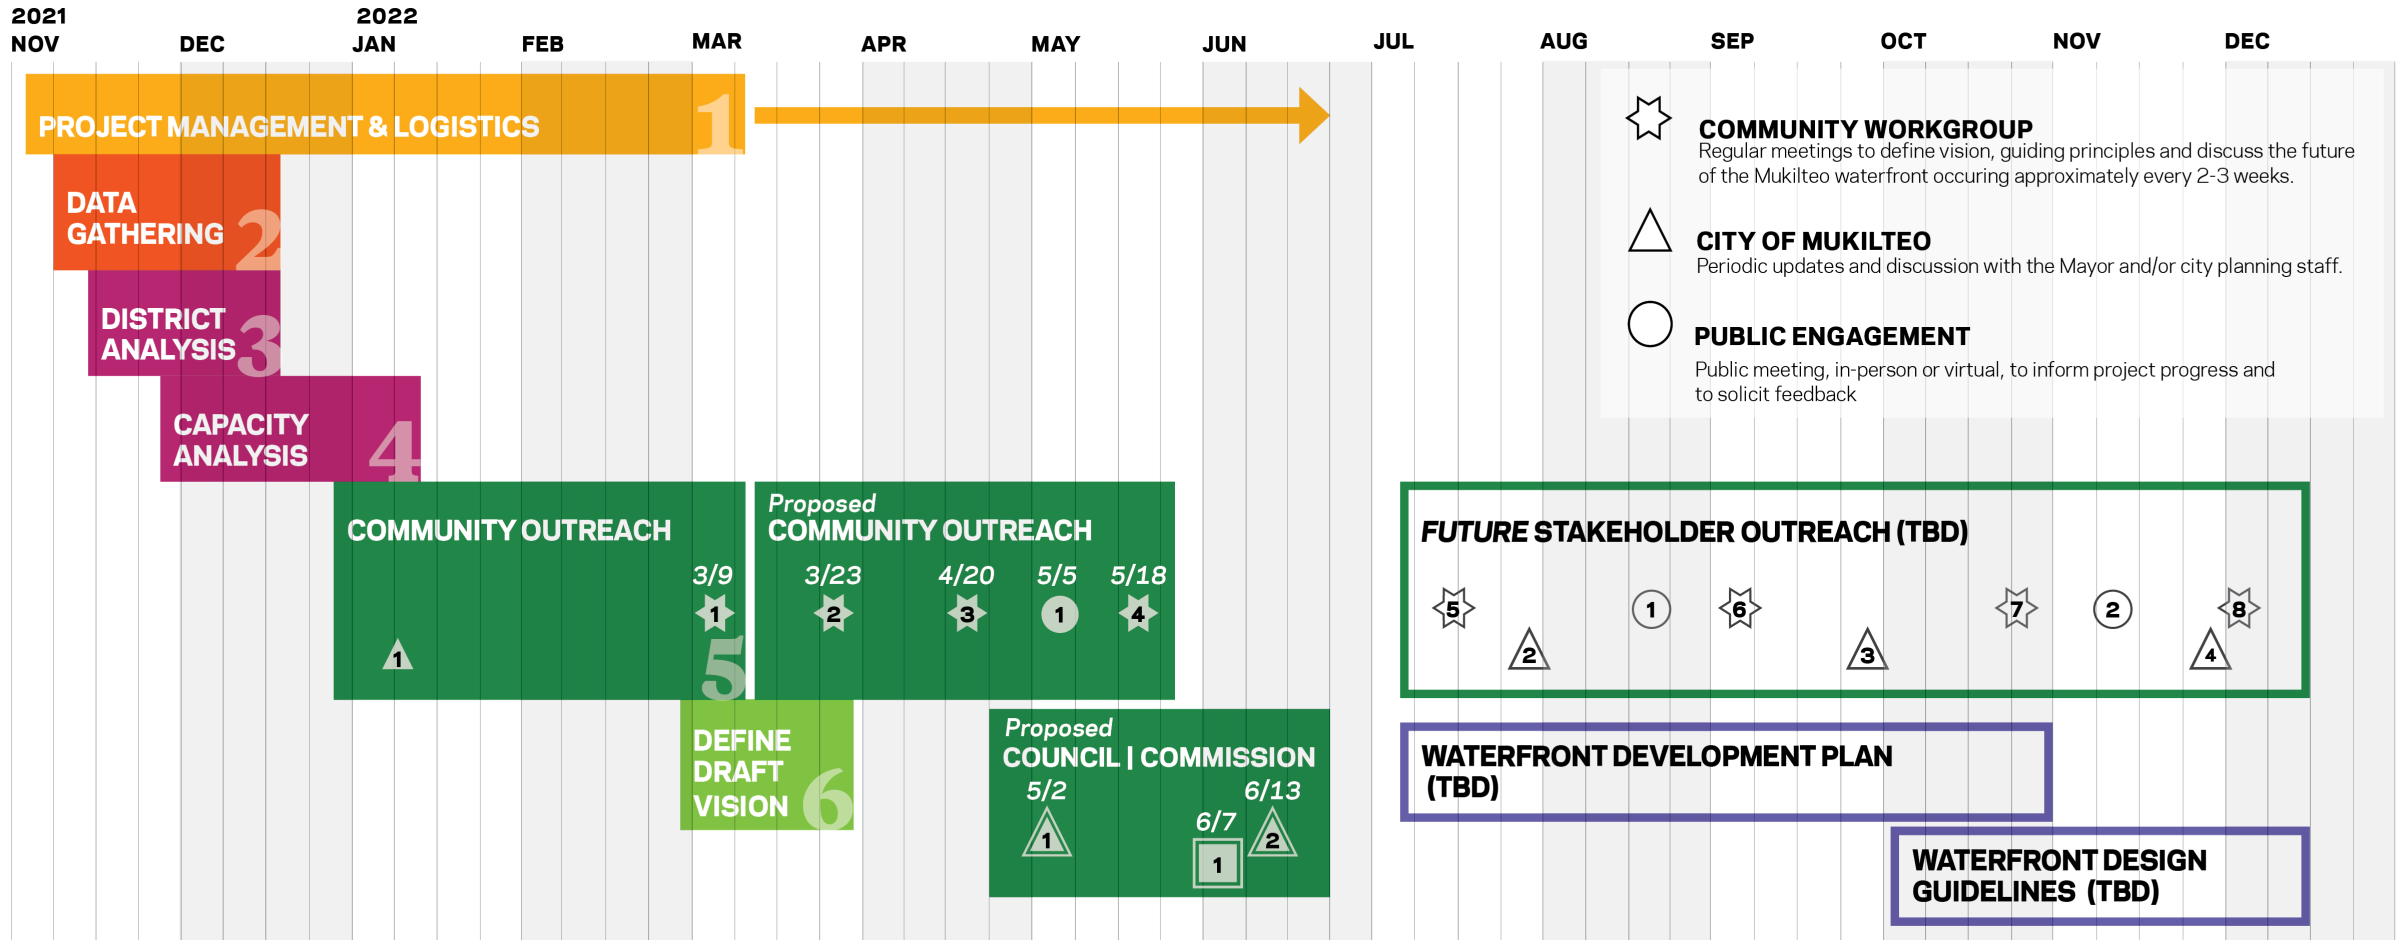 2021
2022
NOV
DEC
JAN
FEB
MAR
APR
MAY
JUN
JUL
AUG
SEP
OCT
NOV
DEC
PROJECT MANAGEMENT & LOGISTICS
1
DATA
GATHERING
2
DISTRICT
ANALYSIS
3
CAPACITY
ANALYSIS
4
COMMUNITY WORKGROUP
Regular meetings to define vision, guiding principles and discuss the future
of the Mukilteo waterfront occuring approximately every 2-3 weeks.
CITY OF MUKILTEO
Periodic updates and discussion with the Mayor and/or city planning staff.
PUBLIC ENGAGEMENT
Public meeting, in-person or virtual, to inform project progress and
to solicit feedback
COMMUNITY OUTREACH
3/9
1
1
5
Proposed
COMMUNITY OUTREACH
3/23
4/20
5/5
5/18
2
3
1
4
FUTURE STAKEHOLDER OUTREACH (TBD)
5
1
6
7
2
8
2
3
4
DEFINE
DRAFT
VISION
6
Proposed
COUNCIL | COMMISSION
5/2
6/13
6/7
1
2
1
WATERFRONT DEVELOPMENT PLAN
(TBD)
WATERFRONT DESIGN
GUIDELINES (TBD)